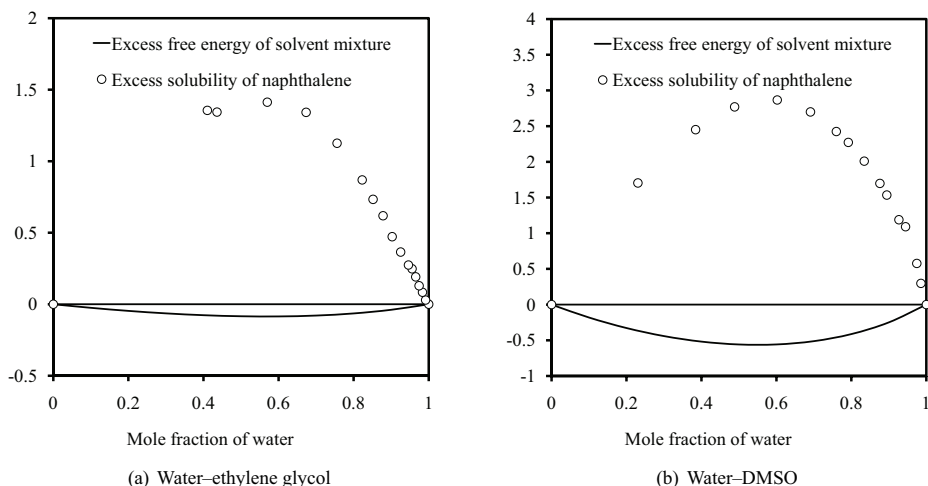 2
1.5
1
0.5
0
-0.5
Excess free energy of solvent mixture
Excess solubility of naphthalene
0 0.2 0.4 0.6 0.8 1
Mole fraction of water
(a) Water–ethylene glycol
4
3.5
3
2.5
2
1.5
1
0.5
0
-0.5
-1
Excess free energy of solvent mixture
Excess solubility of naphthalene
0 0.2 0.4 0.6 0.8 1
Mole fraction of water
(b) Water–DMSO